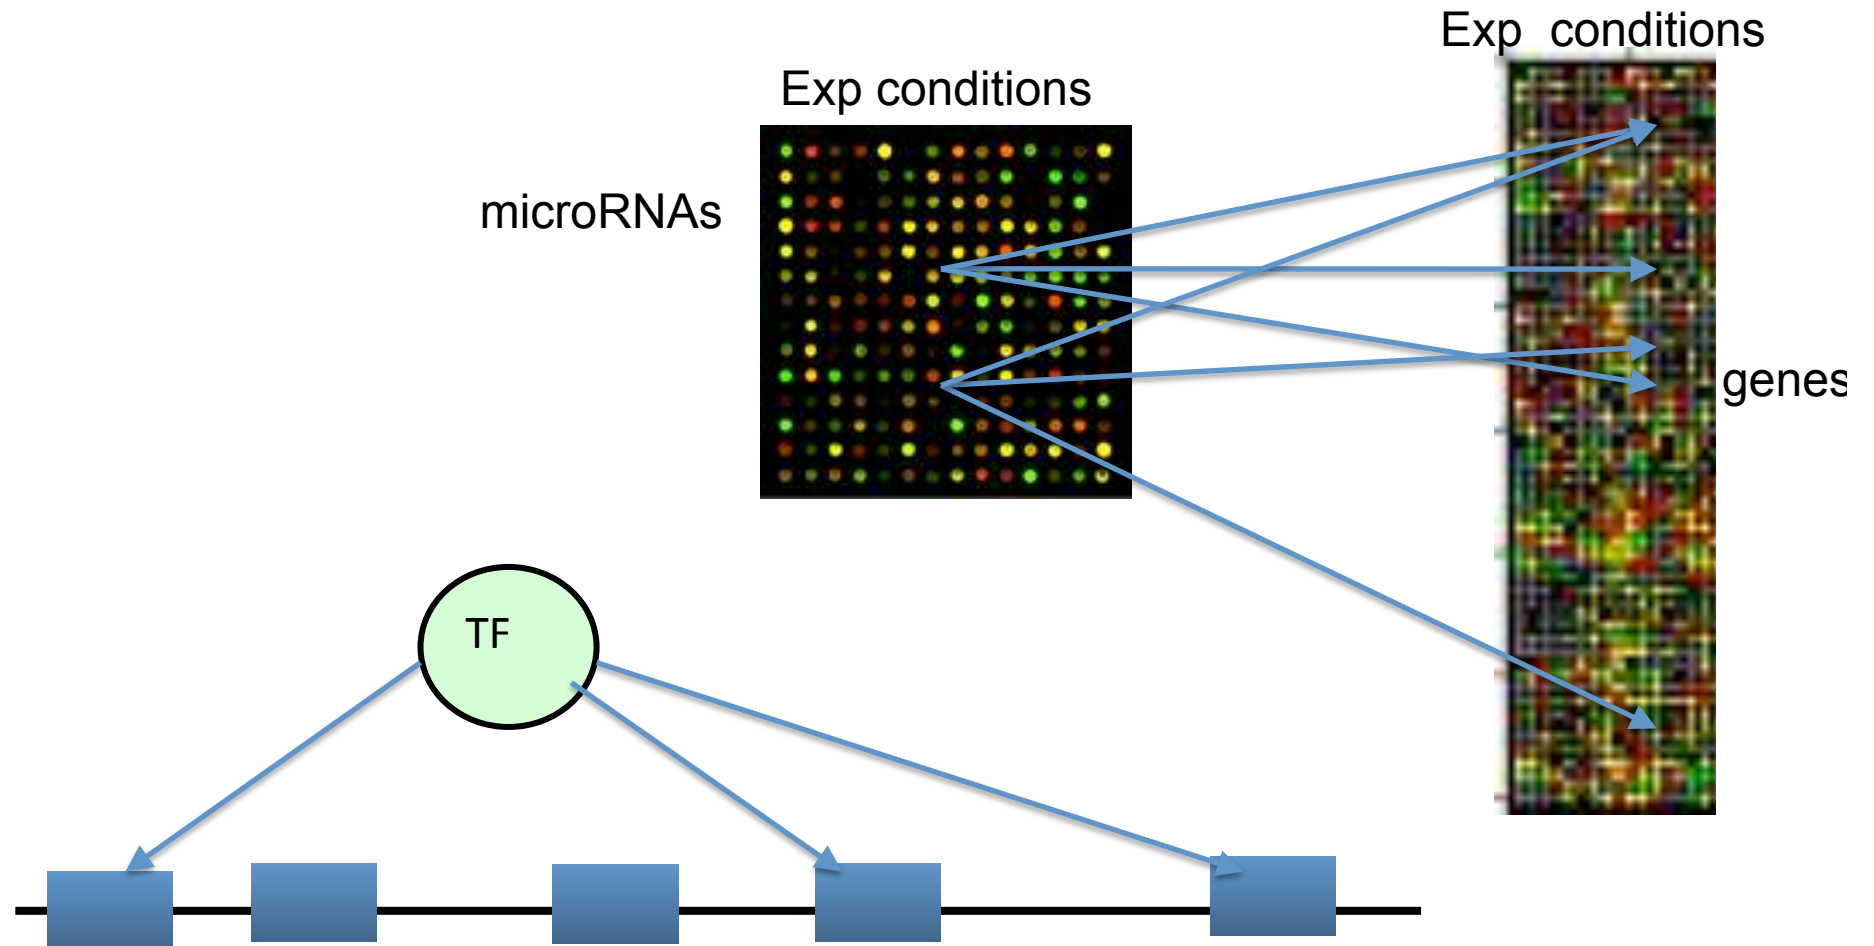 Exp  conditions
Exp conditions
microRNAs
genes
TF